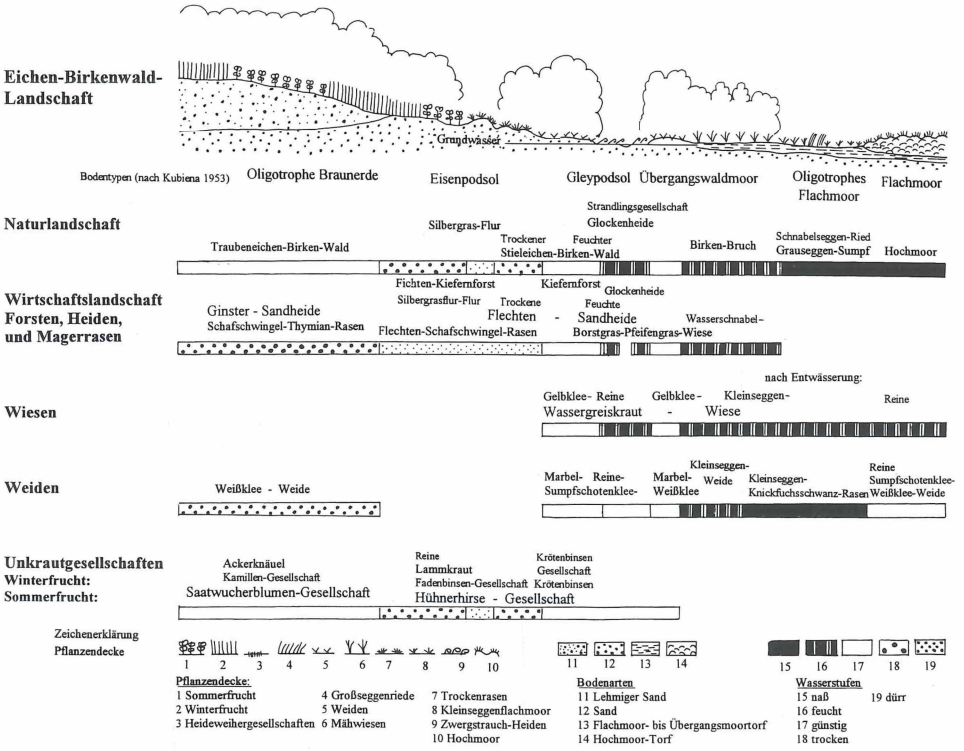 Eichen-Birkenwald-
Landschaft
Grundwasser
Bodentypen (nach Kubiena 1953)
Oligotrophe Braunerde
Eisenpodsol
Gleypodsol
Übergangswaldmoor
Oligotrophes
Flachmoor
Flachmoor
Naturlandschaft
Traubeneichen-Birken-Wald
Silbergras-Flur
Trockener
Stieleichen-Birken-Wald
Feuchter
Strandlingsgesellschaft
Glockenheide
Birken-Bruch
Schnabelseggen-Ried
Grauseggen-Sumpf
Hochmoor
Wirtschaftslandschaft
Forsten, Heiden,
und Magerrasen
Ginster - Sandheide
Schafschwingel-Thymian-Rasen
Fichten-Kiefernforst
Silbergrasflur-Flur
Flechten-Schafschwingel-Rasen
Trockene
Flechten - Sandheide
Kiefernforst
Glockenheide
Feuchte
Borstgras-Pfeifengras-Wiese
Wasserschnabel-
Wiesen
nach Entwässerung:
Gelbklee- Reine Gelbklee- Kleinseggen- Reine
Wassergreiskraut - Wiese
Weiden
Weißklee - Weide
Marbel- Reine-
Sumpfschotenklee-
Marbel-
Weißklee
Kleinseggen-
Weide
Kleinseggen-
Knickfuchsschwanz-Rasen
Reine
Sumpfschotenklee-
Weißklee-Weide
Unkrautgesellschaften
Winterfrucht:
Sommerfrucht:
Ackerknäuel
Kamillen-Gesellschaft
Saatwucherblumen-Gesellschaft
Reine
Lammkraut
Fadenbinsen-Gesellschaft
Hühnerhirse - Gesellschaft
Krötenbinsen
Gesellschaft
Krötenbinsen
Zeichenerklärung
Pflanzendecke
1 2 3 4 5 6 7 8 9 10 11 12 13 14 15 16 17 18 19
Pflanzendecke:
1 Sommerfrucht
2 Winterfrucht
3 Heideweihergesellschaften
4 Großseggenriede
5 Weiden
6 Mähwiesen
7 Trockenrasen
8 Kleinseggenflachmoor
9 Zwergstrauch-Heiden
10 Hochmoor
Bodenarten
11 Lehmiger Sand
12 Sand
13 Flachmoor- bis Übergangsmoortorf
14 Hochmoor-Torf
Wasserstufen
15 naß
16 feucht
17 günstig
18 trocken
19 dürr